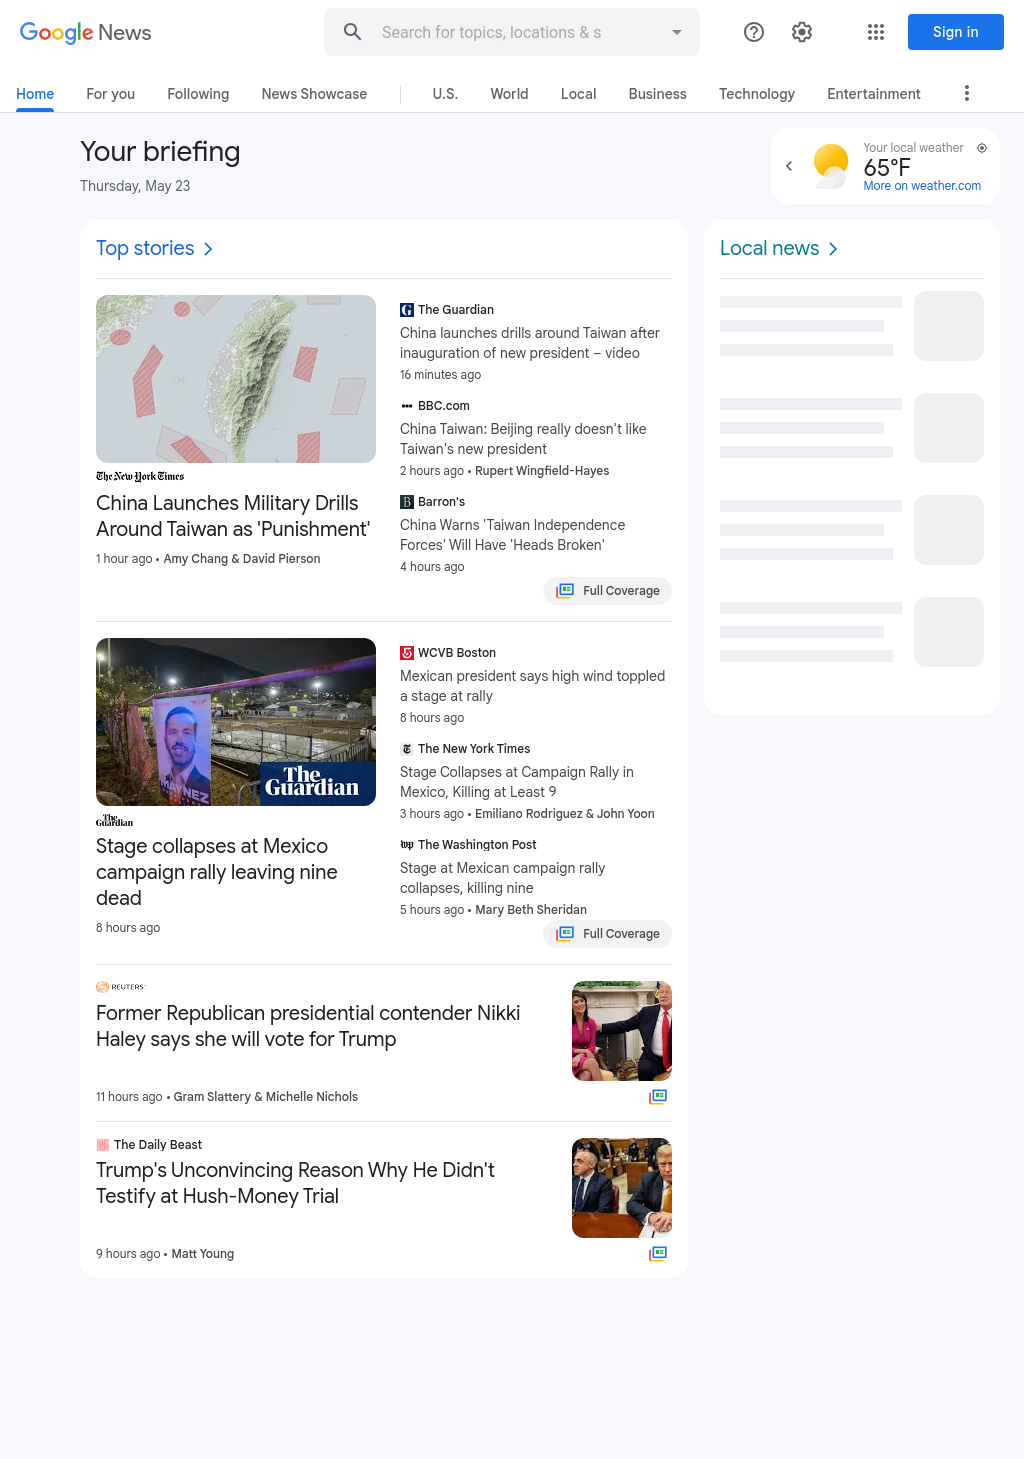 Google News
Search for topics, locations & s
Sign in
Home
For you
Following
News Showcase
U.S.
World
Local
Business
Technology
Entertainment
Your briefing
Thursday, May 23
Your local weather
65°F
More on weather.com
Top stories
The New York Times
China Launches Military Drills
Around Taiwan as 'Punishment'
1 hour ago • Amy Chang & David Pierson
The Guardian
China launches drills around Taiwan after
inauguration of new president – video
16 minutes ago
BBC.com
China Taiwan: Beijing really doesn't like
Taiwan's new president
2 hours ago • Rupert Wingfield-Hayes
Barron's
China Warns 'Taiwan Independence
Forces' Will Have 'Heads Broken'
4 hours ago
Full Coverage
MAYNEZ
The
Guardian
The
Guardian
Stage collapses at Mexico
campaign rally leaving nine
dead
8 hours ago
WCVB Boston
Mexican president says high wind toppled
a stage at rally
8 hours ago
The New York Times
Stage Collapses at Campaign Rally in
Mexico, Killing at Least 9
3 hours ago • Emiliano Rodriguez & John Yoon
The Washington Post
Stage at Mexican campaign rally
collapses, killing nine
5 hours ago • Mary Beth Sheridan
Full Coverage
REUTERS
Former Republican presidential contender Nikki
Haley says she will vote for Trump
11 hours ago • Gram Slattery & Michelle Nichols
The Daily Beast
Trump's Unconvincing Reason Why He Didn't
Testify at Hush-Money Trial
9 hours ago • Matt Young
Local news